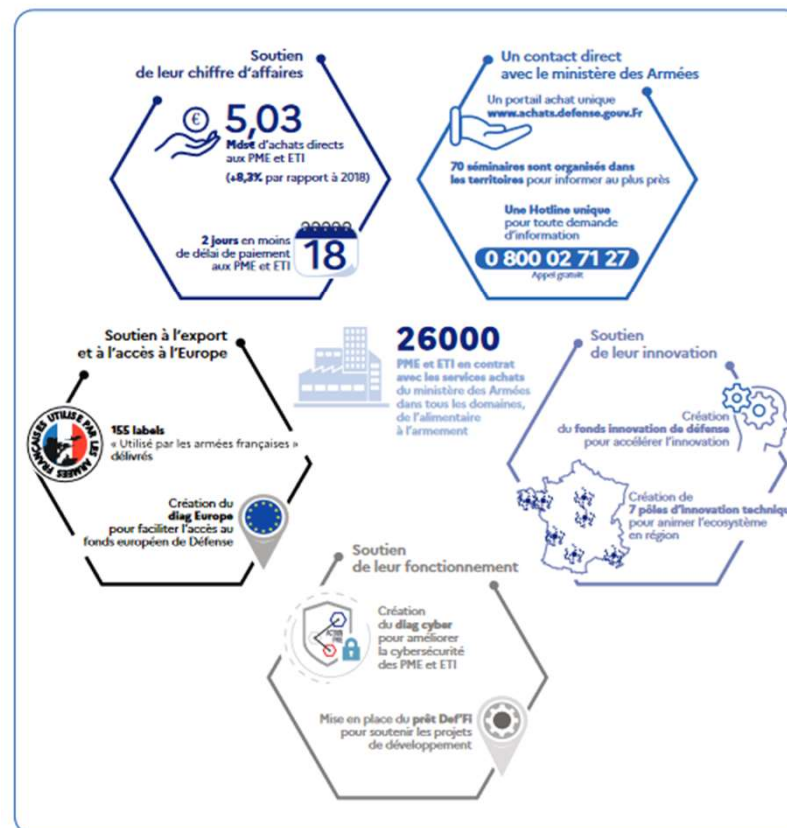 Soutien
de leur chiffre d'affaires
5,03
Mds€ d'achats directs
aux PME et ETI
(+8,3% par rapport à 2018)
2 jours en moins
de délai de paiement
aux PME et ETI
18
Un contact direct
avec le ministère des Armées
Un portail achat unique
www.achats.defense.gouv.Fr
70 séminaires sont organisés dans
les territoires pour informer au plus près
Une Hotline unique
pour toute demande
d'information
0 800 02 71 27
Appel gratuit
Soutien à l'export
et à l'accès à l'Europe
UTILISÉ PAR LES ARMÉES FRANÇAISES
155 labels
« Utilisé par les armées françaises »
délivrés
Création du
diag Europe
pour faciliter l'accès au
fonds européen de Défense
26000
PME et ETI en contrat
avec les services achats
du ministère des Armées
dans tous les domaines,
de l'alimentaire
à l'armement
Soutien
de leur innovation
Création
du fonds innovation de défense
pour accélérer l'innovation
Création de
7 pôles d'innovation techniqu
pour animer l'ecosystème
en région
Soutien
de leur fonctionnement
ACTION
PME
Création
du diag cyber
pour améliorer
la cybersécurité
des PME et ETI
Mise en place du prêt Def'Fi
pour soutenir les projets
de développement